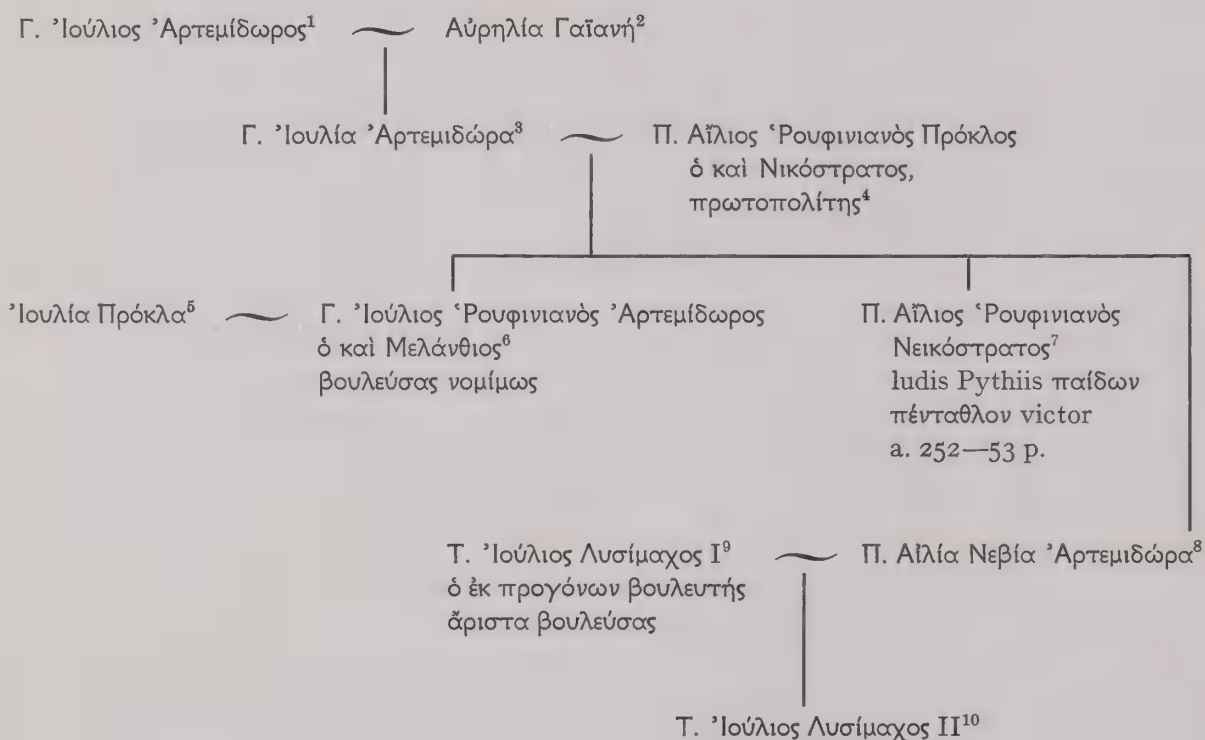 Γ. Ἰούλιος Ἀρτεμίδωρος¹ ~ Αὐρηλία Γαϊανή²
Γ. Ἰουλία Ἀρτεμιδώρα³ ~ Π. Αἴλιος Ῥουφινιανὸς Πρόκλος
ὁ καὶ Νικόστρατος,
πρωτοπολίτης⁴
Ἰουλία Πρόκλα⁵ ~ Γ. Ἰούλιος Ῥουφινιανὸς Ἀρτεμίδωρος
ὁ καὶ Μελάνθιος⁶
βουλεύσας νομίμως
Π. Αἴλιος Ῥουφινιανὸς
Νεικόστρατος⁷
ludis Pythiis παίδων
πένταθλον victor
a. 252—53 p.
Τ. Ἰούλιος Λυσίμαχος I⁹ ~ Π. Αἰλία Νεβία Ἀρτεμιδώρα⁸
ὁ ἐκ προγόνων βουλευτής
ἄριστα βουλεύσας
Τ. Ἰούλιος Λυσίμαχος II¹⁰